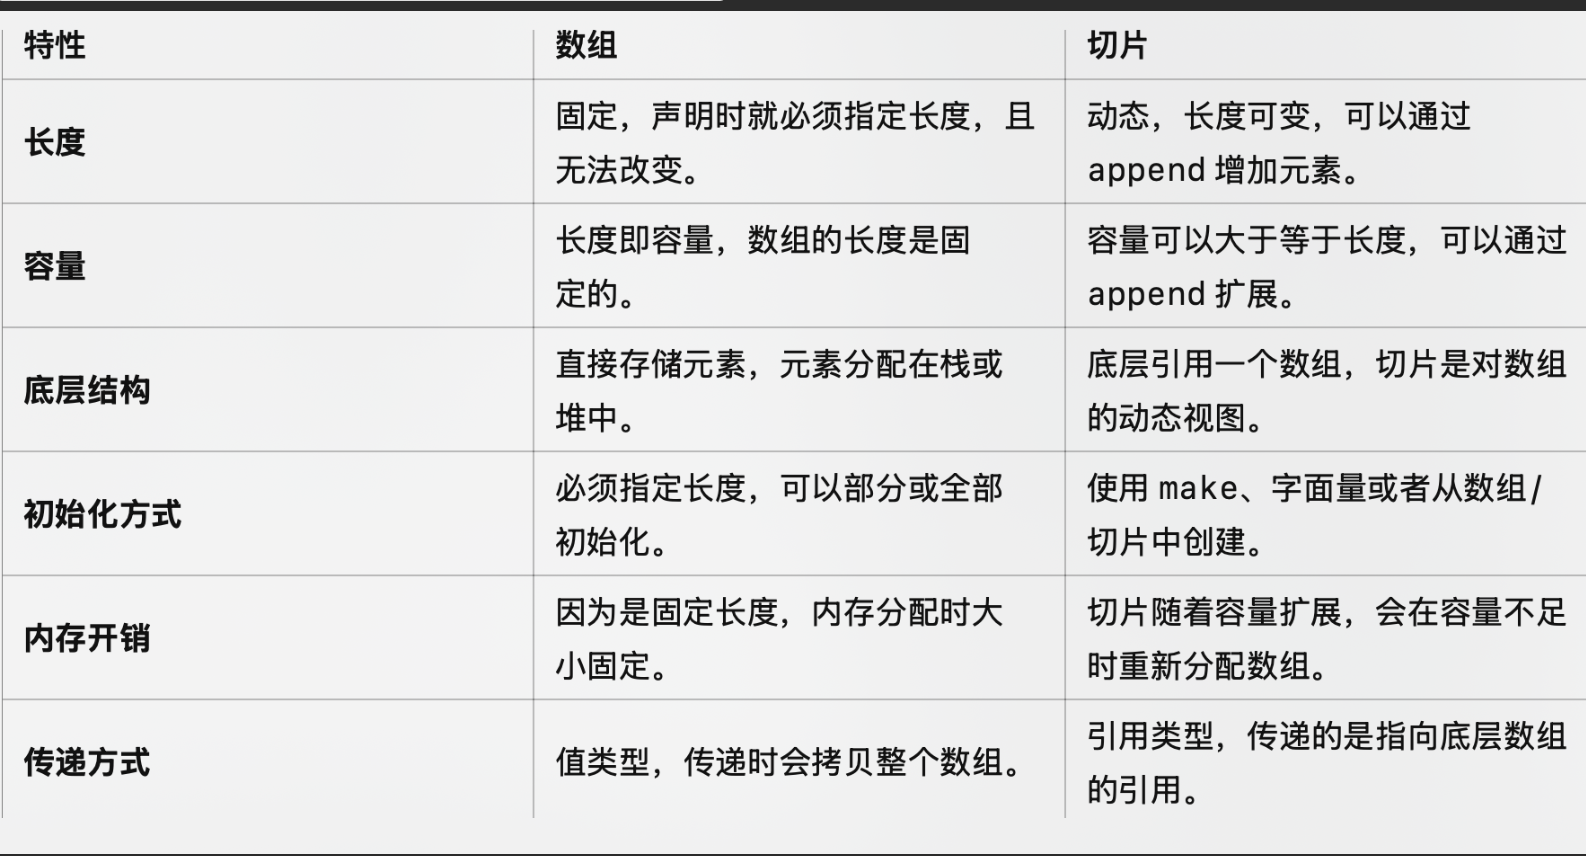 特性
数组
切片
长度
固定，声明时就必须指定长度，且
无法改变。
动态，长度可变，可以通过
append 增加元素。
容量
长度即容量，数组的长度是固
定的。
容量可以大于等于长度，可以通过
append 扩展。
底层结构
直接存储元素，元素分配在栈或
堆中。
底层引用一个数组，切片是对数组
的动态视图。
初始化方式
必须指定长度，可以部分或全部
初始化。
使用 make、字面量或者从数组/
切片中创建。
内存开销
因为是固定长度，内存分配时大
小固定。
切片随着容量扩展，会在容量不足
时重新分配数组。
传递方式
值类型，传递时会拷贝整个数组。
引用类型，传递的是指向底层数组
的引用。